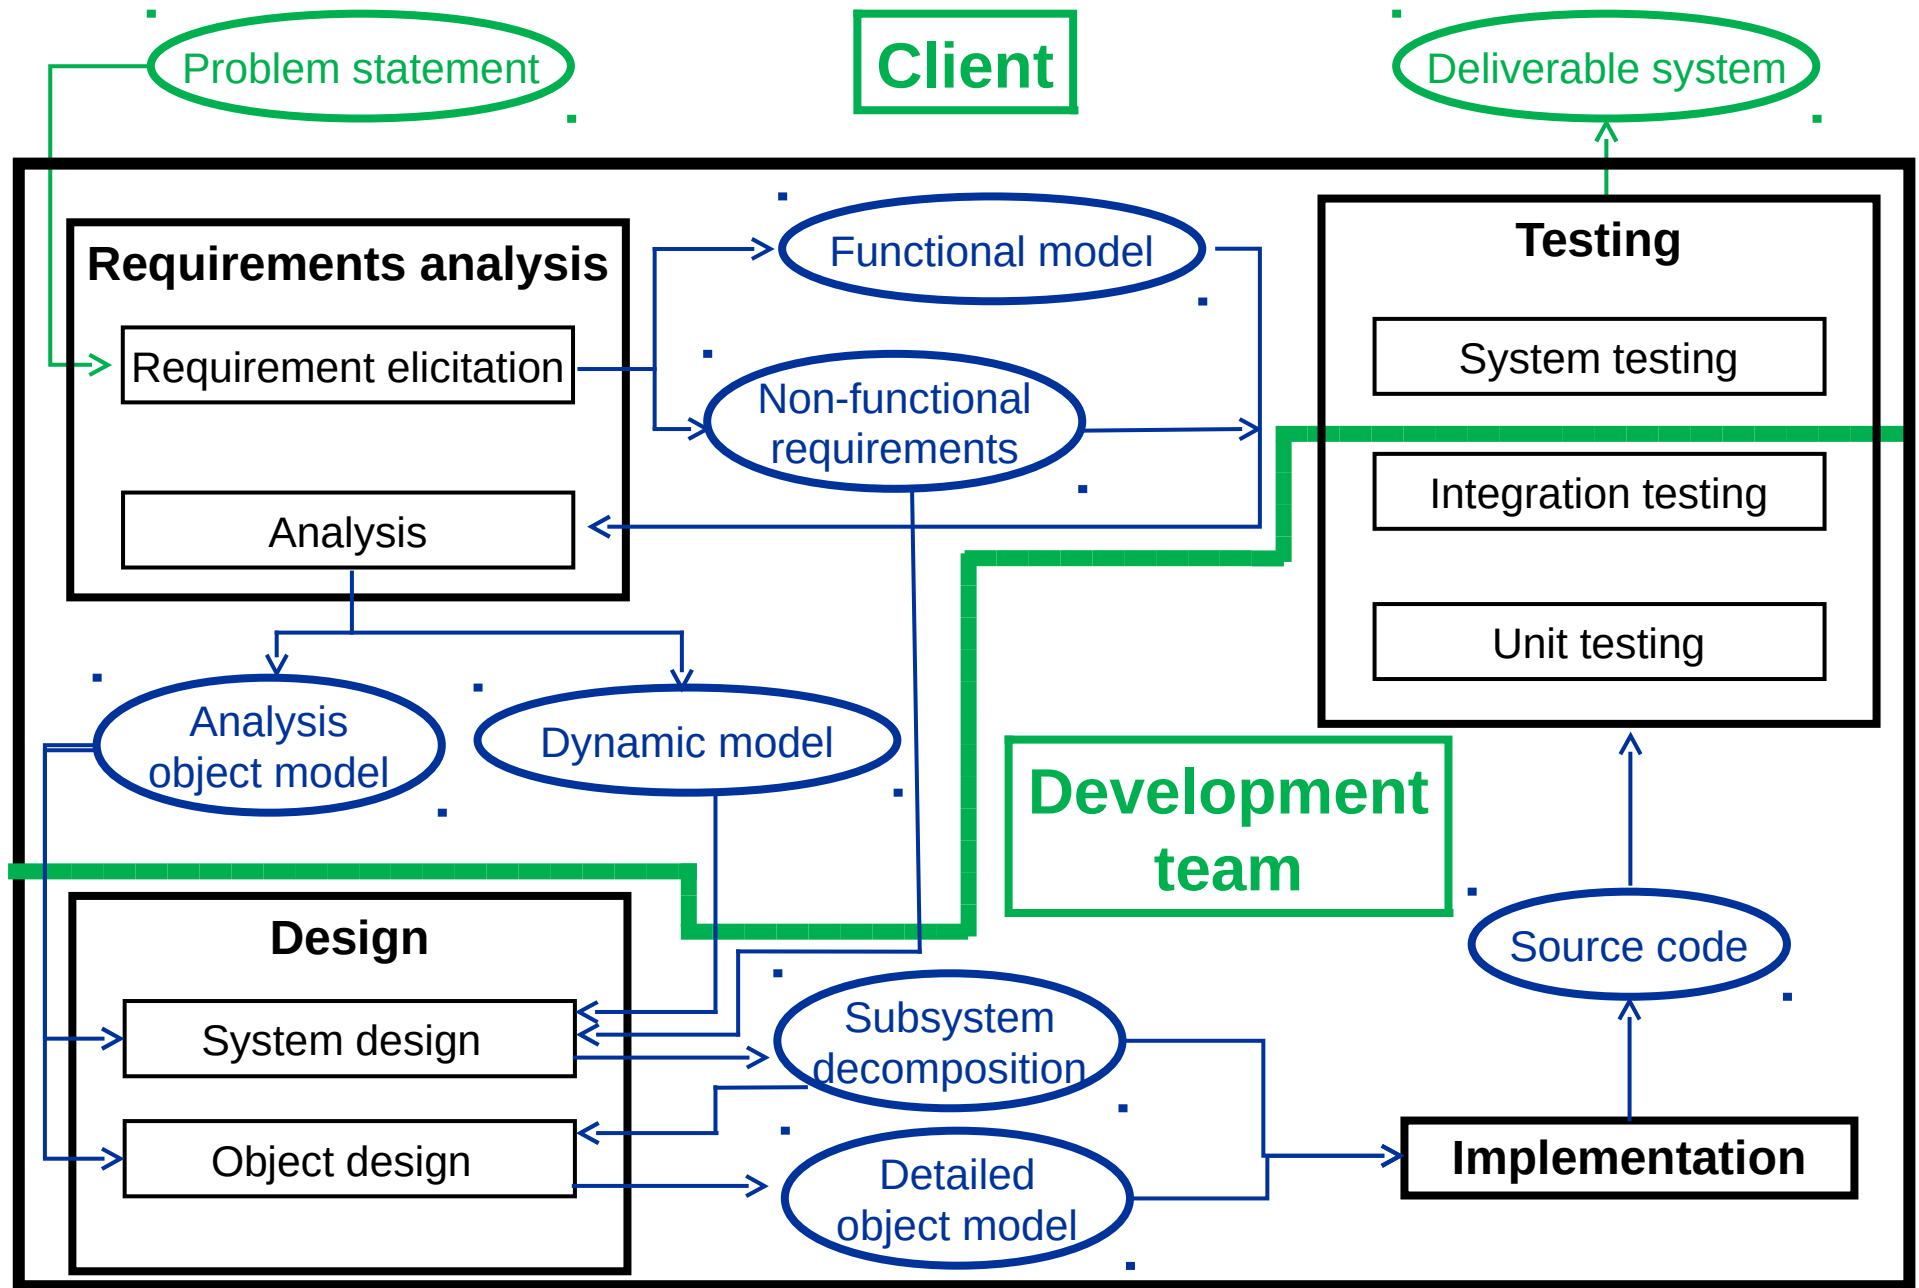 Problem statement
Client
Deliverable system
Requirements analysis
Requirement elicitation
Analysis
Functional model
Non-functional
requirements
Testing
System testing
Integration testing
Unit testing
Analysis
object model
Dynamic model
Development
team
Design
System design
Object design
Subsystem
decomposition
Detailed
object model
Source code
Implementation